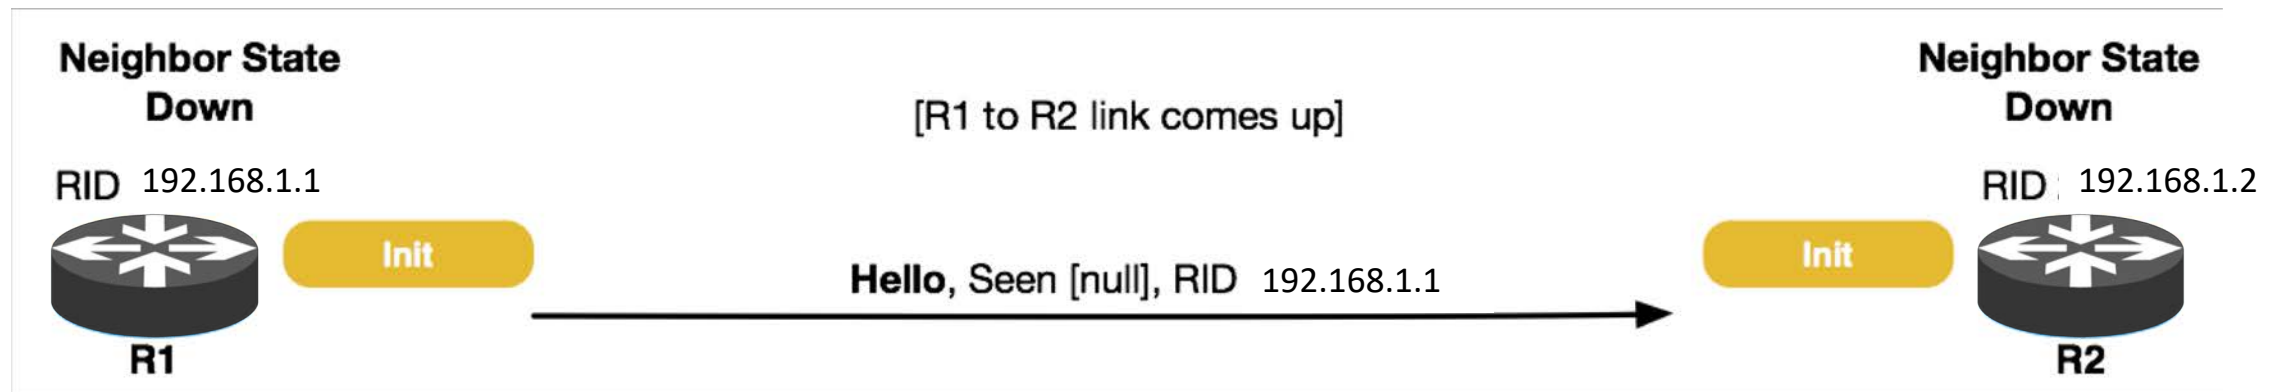 Neighbor State
Down
[R1 to R2 link comes up]
Neighbor State
Down
RID 192.168.1.1
RID 192.168.1.2
Init
Hello, Seen [null], RID 192.168.1.1
Init
R1
R2